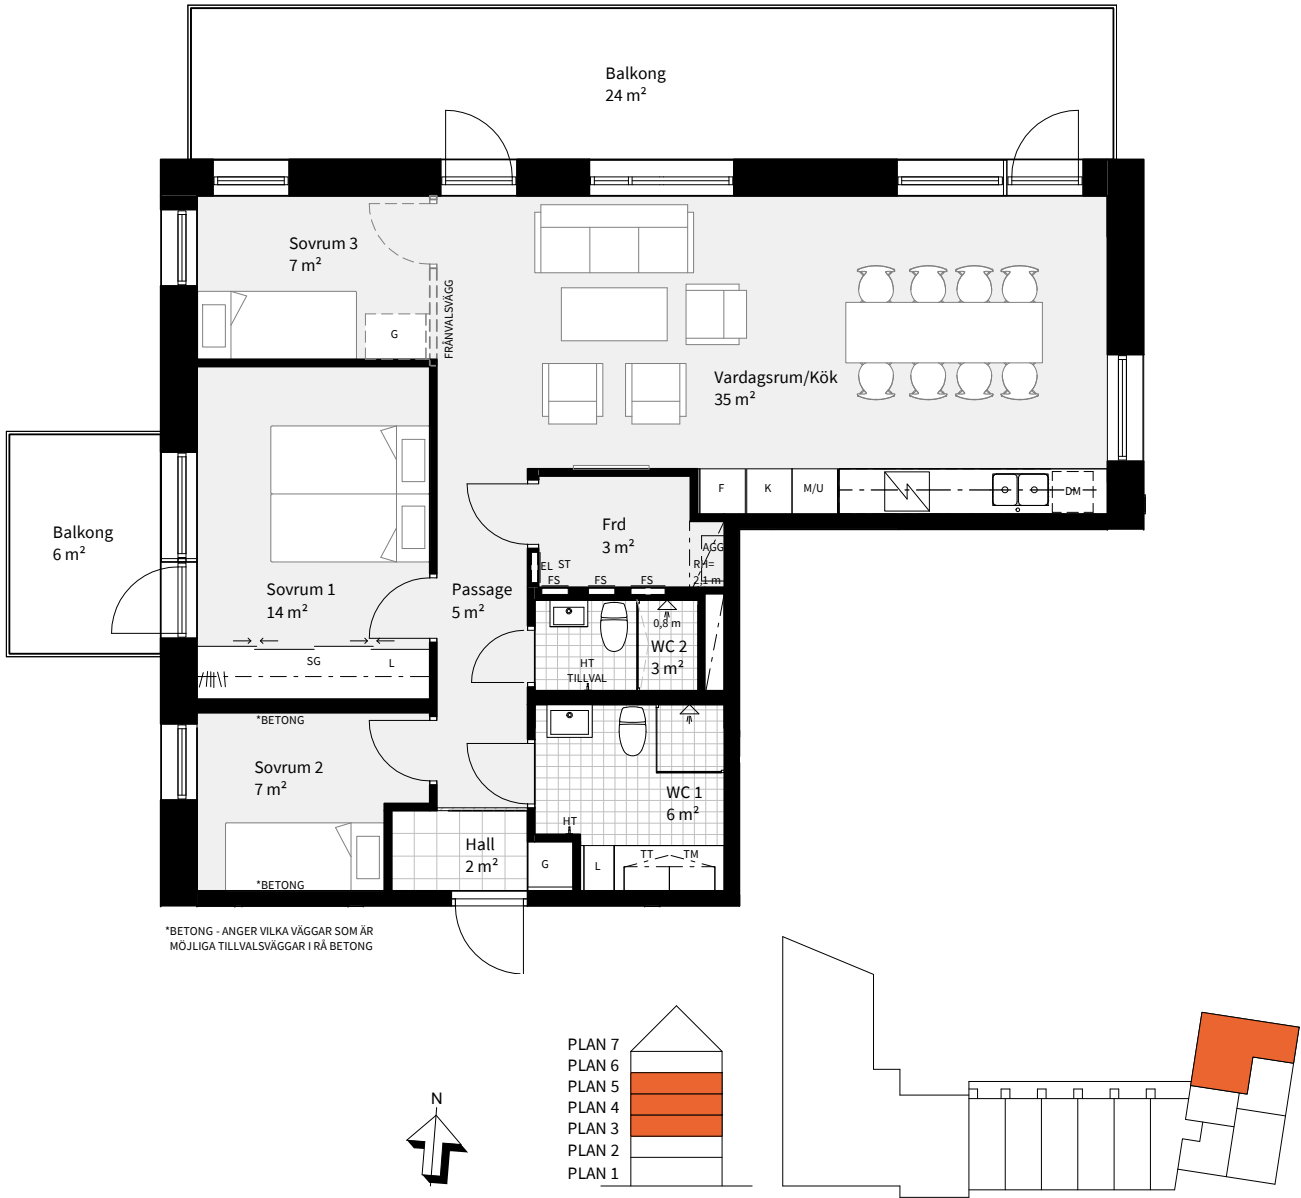 Balkong
24 m²
Sovrum 3
7 m²
G
FRÅNVALSVÄGG
Vardagsrum/Kök
35 m²
F
K
M/U
DM
Balkong
6 m²
Sovrum 1
14 m²
SG
L
Passage
5 m²
Frd
3 m²
EL
ST
FS
FS
FS
AGG
RH=
2,1 m
0,8 m
WC 2
3 m²
HT
TILLVAL
*BETONG
Sovrum 2
7 m²
*BETONG
WC 1
6 m²
HT
Hall
2 m²
G
L
TT
TM
*BETONG - ANGER VILKA VÄGGAR SOM ÄR
MÖJLIGA TILLVALSVÄGGAR I RÅ BETONG
N
PLAN 7
PLAN 6
PLAN 5
PLAN 4
PLAN 3
PLAN 2
PLAN 1